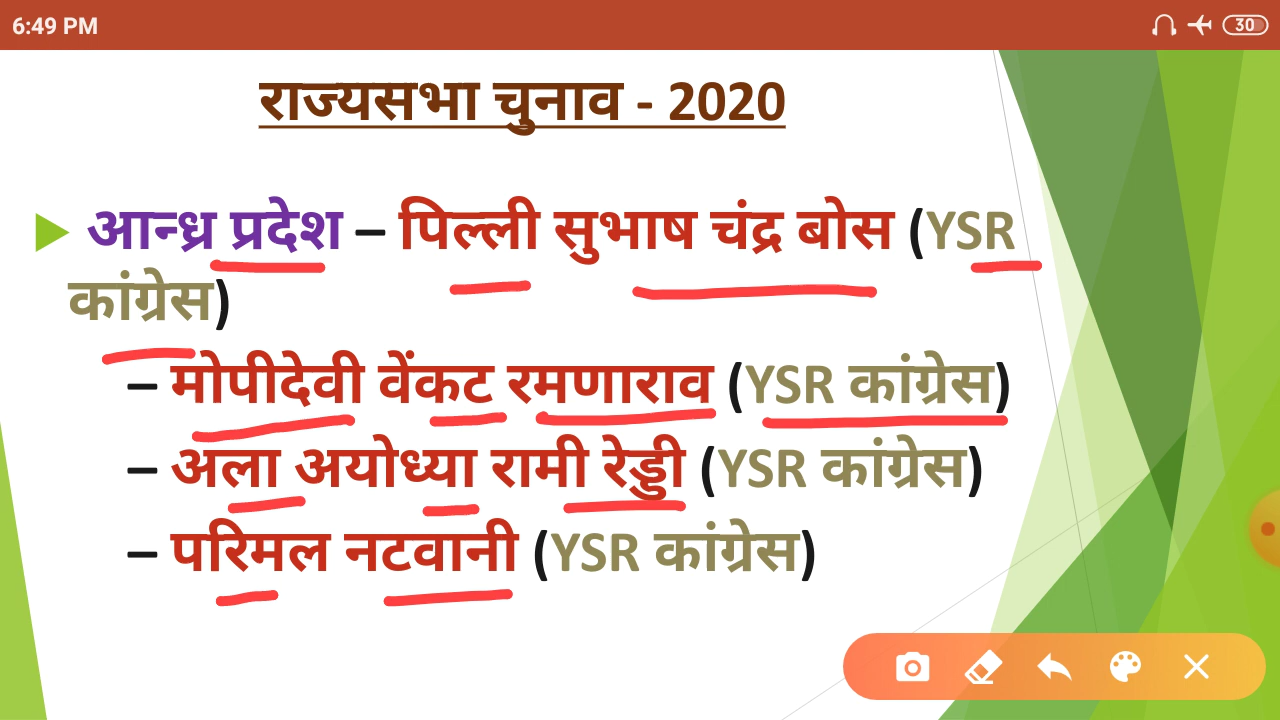 6:49 PM
30
राज्यसभा चुनाव - 2020
आन्ध्र प्रदेश – पिल्ली सुभाष चंद्र बोस (YSR
कांग्रेस)
– मोपीदेवी वेंकट रमणाराव (YSR कांग्रेस)
– अला अयोध्या रामी रेड्डी (YSR कांग्रेस)
– परिमल नटवानी (YSR कांग्रेस)